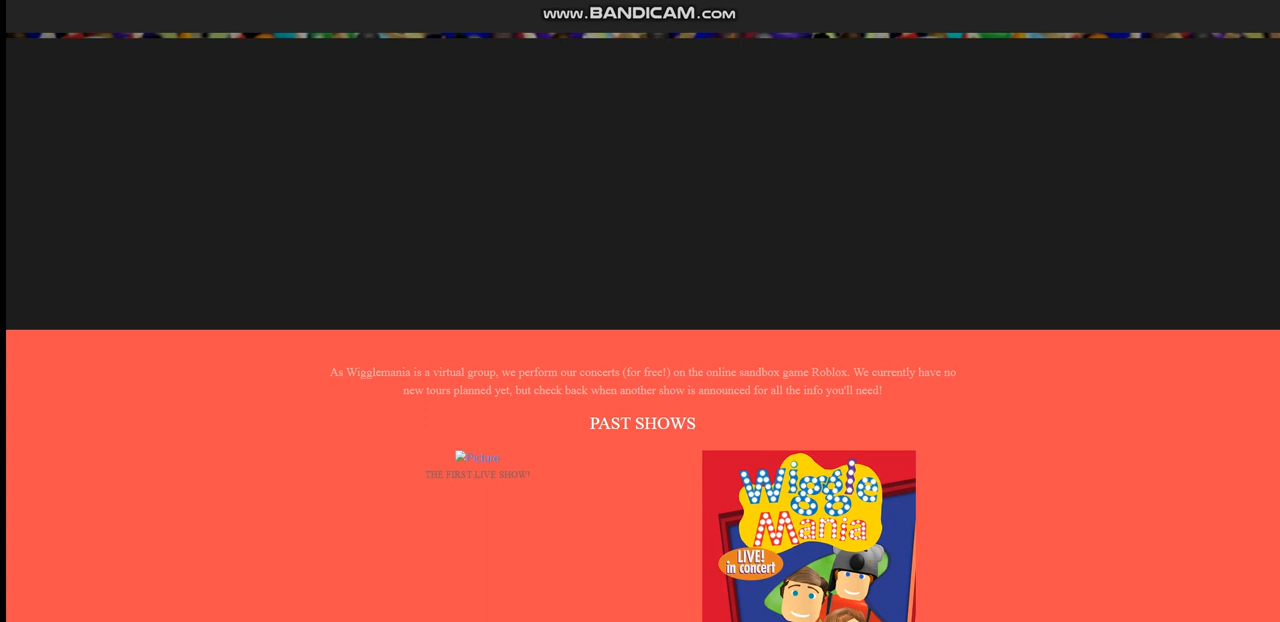 www.BANDICAM.com
As Wigglemania is a virtual group, we perform our concerts (for free!) on the online sandbox game Roblox. We currently have no
new tours planned yet, but check back when another show is announced for all the info you'll need!
PAST SHOWS
Picture
THE FIRST LIVE SHOW!
Wiggle
Mania
LIVE!
in concert